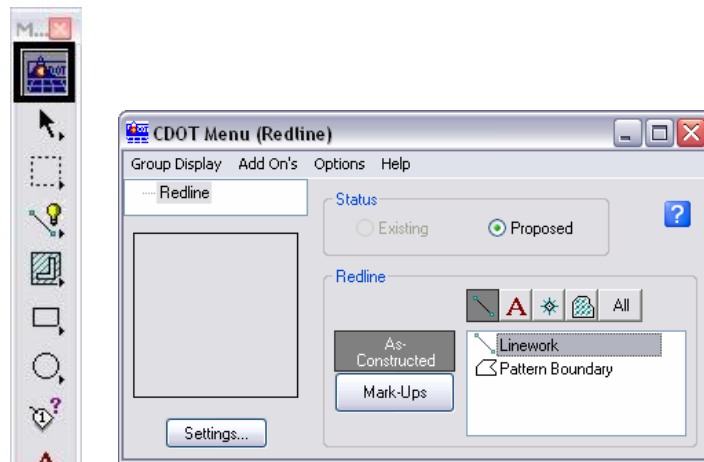 M...
CDOT
CDOT Menu (Redline)
Group Display Add On's Options Help
Redline
Status
Existing Proposed
?
Redline
A All
As-
Constructed
Linework
Pattern Boundary
Mark-Ups
Settings...
1 ?
A